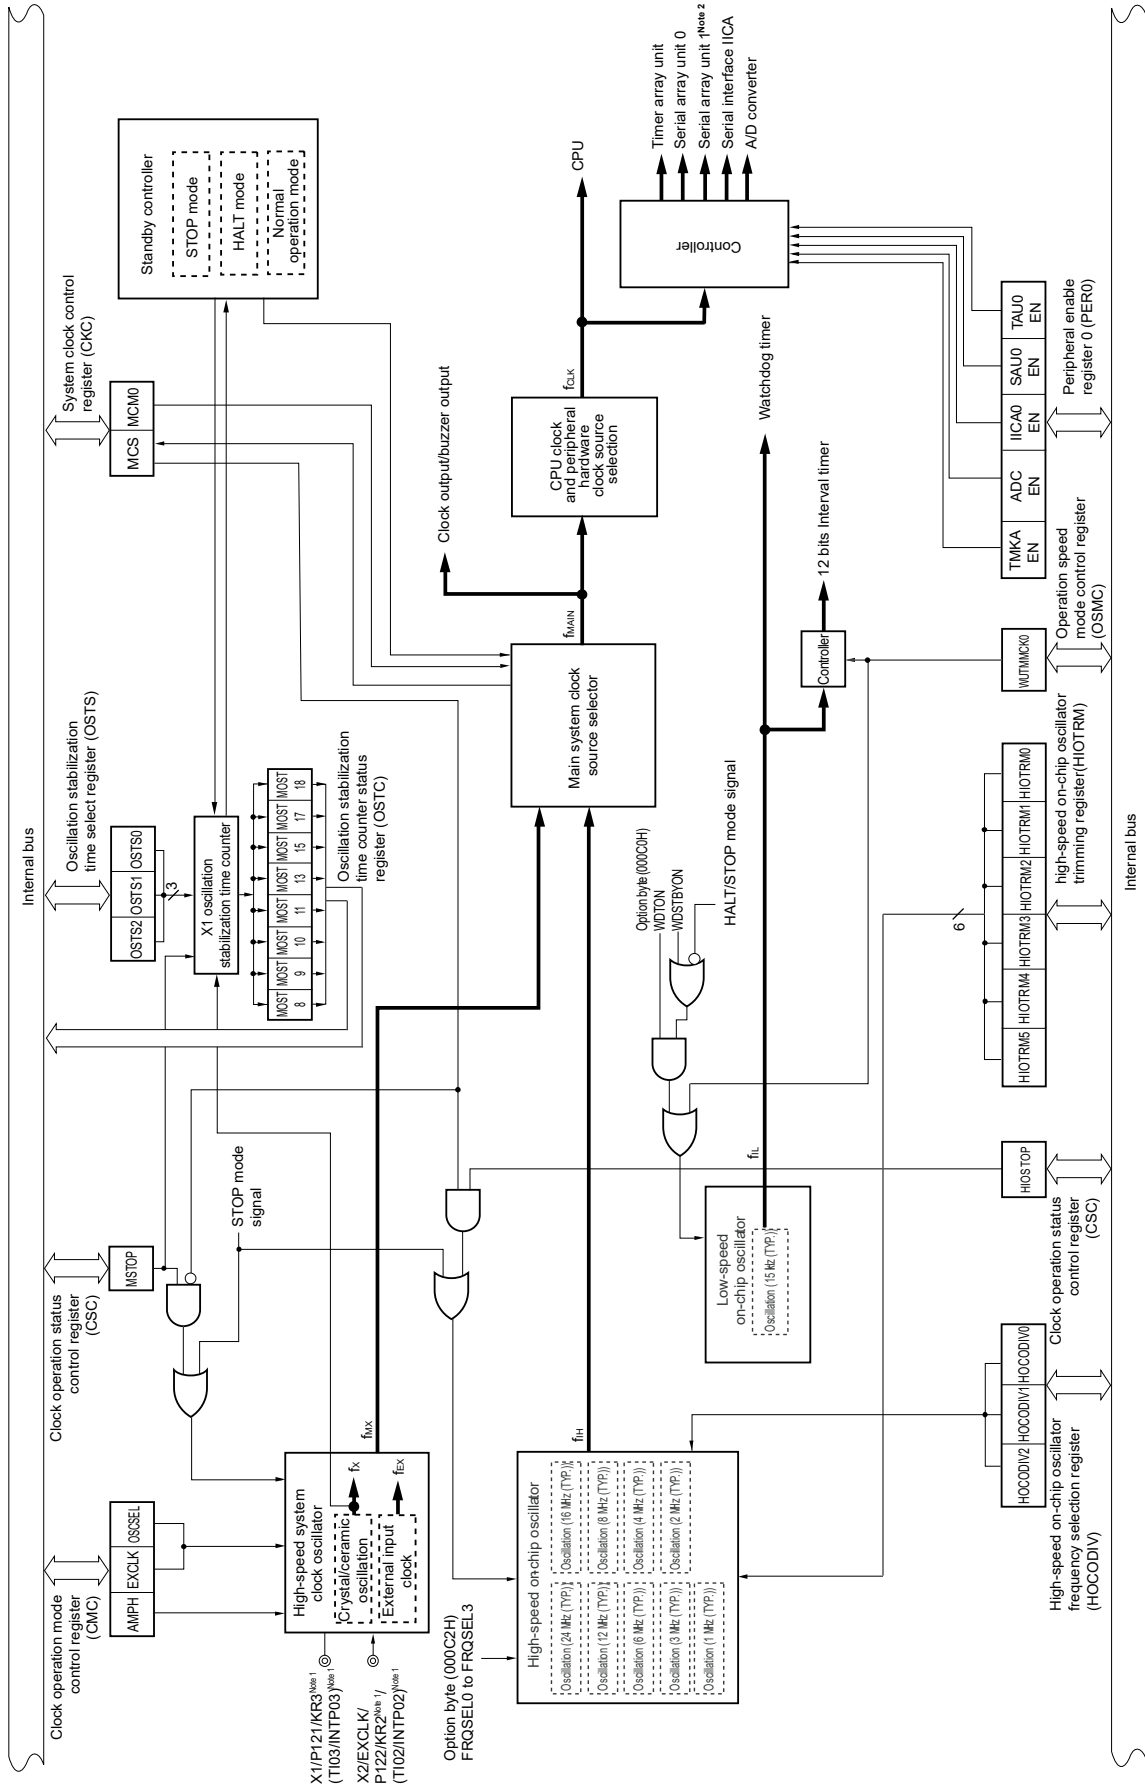 Internal bus
Clock operation mode
control register
(CMC)
AMPH
EXCLK
OSCSEL
Clock operation status
control register
(CSC)
MSTOP
STOP mode
signal
Oscillation stabilization
time select register (OSTS)
OSTS2
OSTS1
OSTS0
3
X1 oscillation
stabilization time counter
MOST
8
MOST
9
MOST
10
MOST
11
MOST
13
MOST
15
MOST
17
MOST
18
Oscillation stabilization
time counter status
register (OSTC)
System clock control
register (CKC)
MCS
MCM0
Standby controller
STOP mode
HALT mode
Normal
operation mode
High-speed system
clock oscillator
Crystal/ceramic
oscillation
External input
clock
fX
fEX
fMX
X1/P121/KR3Note 1
(TI03/INTP03)Note 1
X2/EXCLK/
P122/KR2Note 1/
(TI02/INTP02)Note 1
Main system clock
source selector
fMAIN
Clock output/buzzer output
CPU clock
and peripheral
hardware
clock source
selection
fCLK
CPU
Controller
Timer array unit
Serial array unit 0
Serial array unit 1Note 2
Serial interface IICA
A/D converter
Option byte (000C2H)
FRQSEL0 to FRQSEL3
High-speed on-chip oscillator
Oscillation (24 MHz (TYP.))
Oscillation (16 MHz (TYP.))
Oscillation (12 MHz (TYP.))
Oscillation (8 MHz (TYP.))
Oscillation (6 MHz (TYP.))
Oscillation (4 MHz (TYP.))
Oscillation (3 MHz (TYP.))
Oscillation (2 MHz (TYP.))
Oscillation (1 MHz (TYP.))
fIH
Option byte (000C0H)
WDTON
WDSTBYON
HALT/STOP mode signal
Low-speed
on-chip oscillator
Oscillation (15 kHz (TYP.))
fIL
Watchdog timer
Controller
12 bits Interval timer
6
HOCODIV2
HOCODIV1
HOCODIV0
High-speed on-chip oscillator
frequency selection register
(HOCODIV)
HIOSTOP
Clock operation status
control register
(CSC)
HIOTRM5
HIOTRM4
HIOTRM3
HIOTRM2
HIOTRM1
HIOTRM0
high-speed on-chip oscillator
trimming register(HIOTRM)
WUTMMCK0
Operation speed
mode control register
(OSMC)
TMKA
EN
ADC
EN
IICA0
EN
SAU0
EN
TAU0
EN
Peripheral enable
register 0 (PER0)
Internal bus